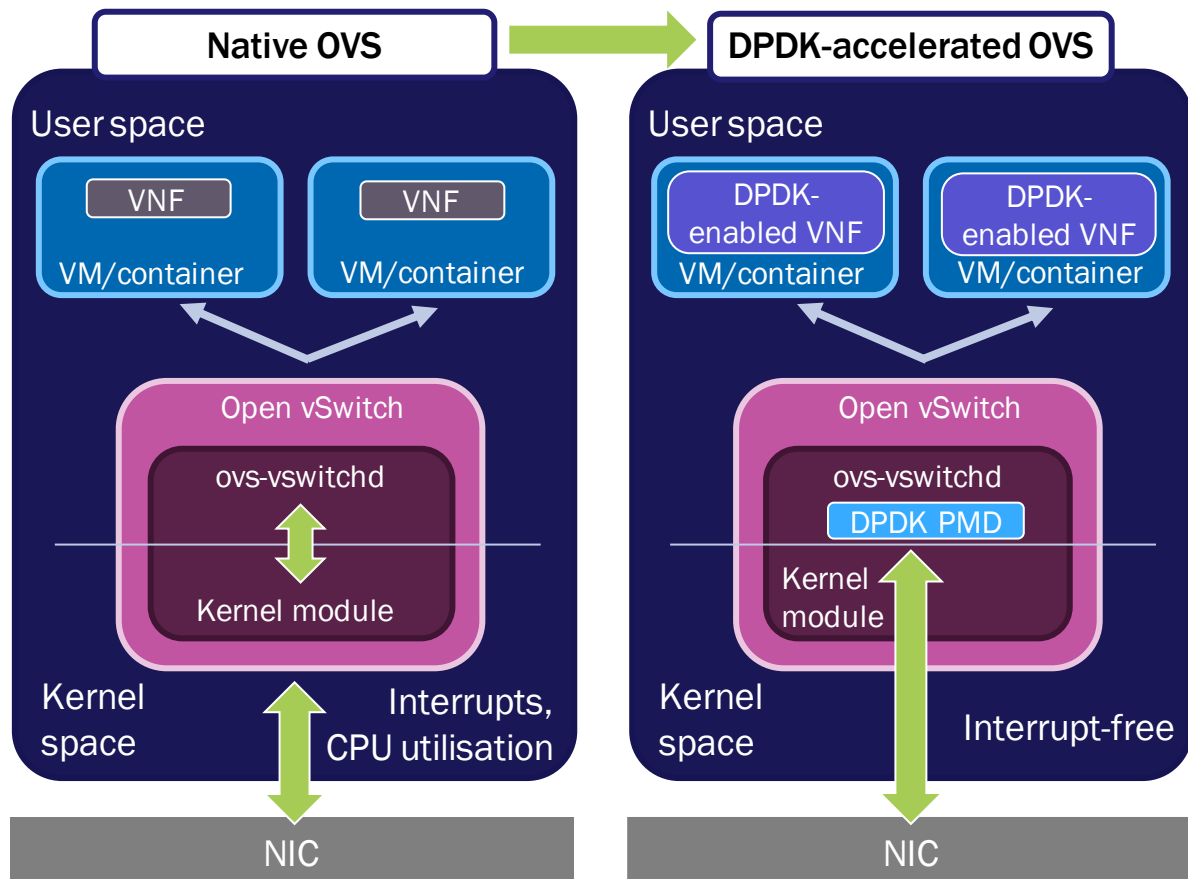 Native OVS
DPDK-accelerated OVS
User space
VNF
VM/container
VNF
VM/container
Open vSwitch
ovs-vswitchd
Kernel module
Kernel
space
Interrupts,
CPU utilisation
NIC
User space
DPDK-
enabled VNF
VM/container
DPDK-
enabled VNF
VM/container
Open vSwitch
ovs-vswitchd
DPDK PMD
Kernel
module
Kernel
space
Interrupt-free
NIC